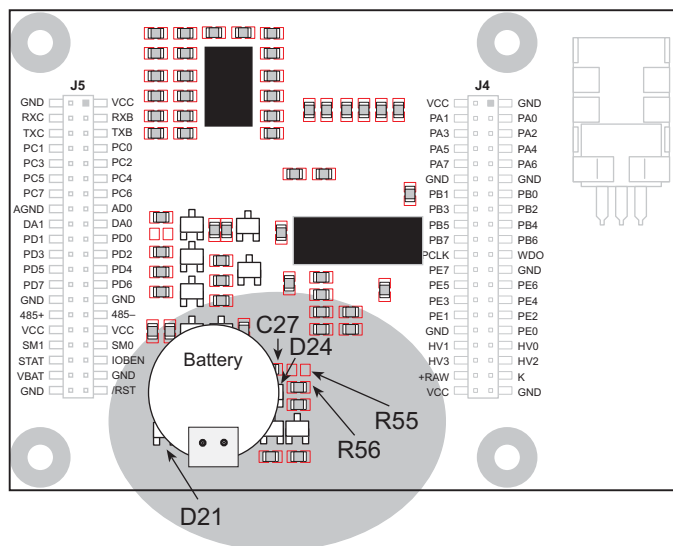 J5 J4
GND VCC VCC GND
RXC RXB PA1 PA0
TXC TXB PA3 PA2
PC1 PC0 PA5 PA4
PC3 PC2 PA7 PA6
PC5 PC4 GND GND
PC7 PC6 PB1 PB0
AGND AD0 PB3 PB2
DA1 DA0 PB5 PB4
PD1 PD0 PB7 PB6
PD3 PD2 PCLK WDO
PD5 PD4 PE7 GND
PD7 PD6 PE5 PE6
GND GND PE3 PE4
485+ 485– PE1 PE2
VCC VCC GND PE0
SM1 SM0 HV1 HV0
STAT IOBEN HV3 HV2
VBAT GND +RAW K
GND /RST VCC GND
C27
D24
Battery
R55
R56
D21